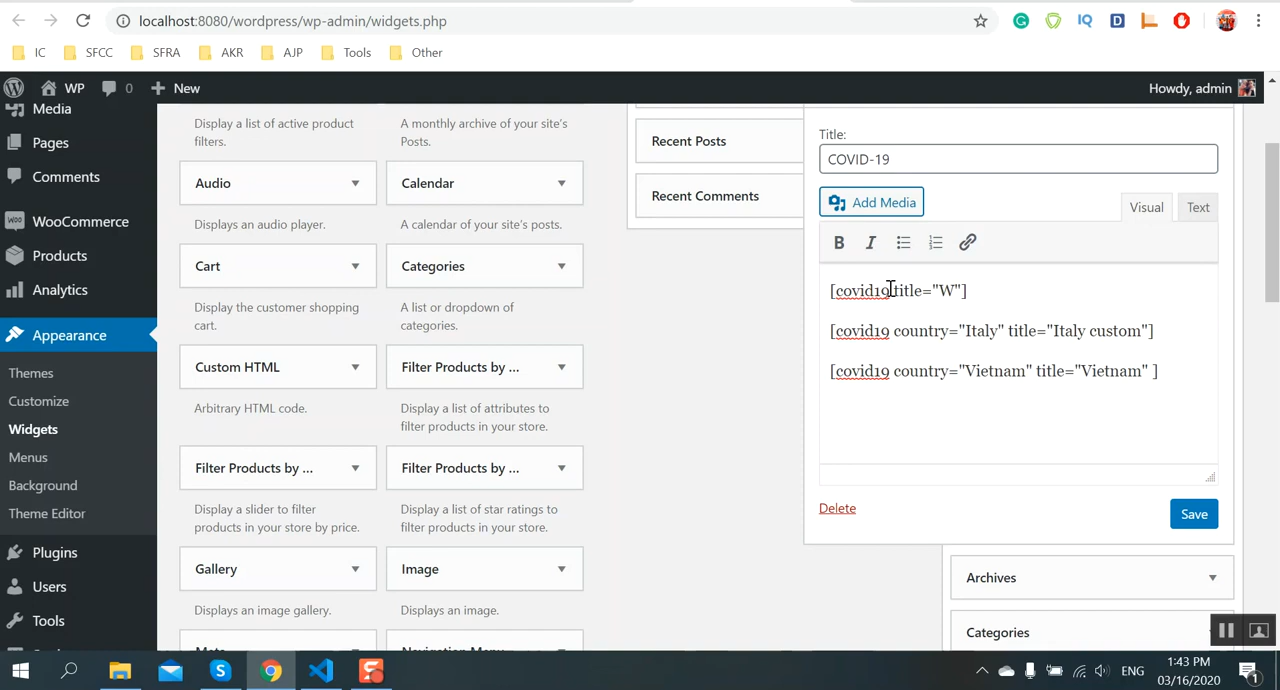 localhost:8080/wordpress/wp-admin/widgets.php
IQ
D
IC
SFCC
SFRA
AKR
AJP
Tools
Other
WP
0
New
Howdy, admin
Media
Pages
Comments
WOO
WooCommerce
Products
Analytics
Appearance
Themes
Customize
Widgets
Menus
Background
Theme Editor
Plugins
Users
Tools
Display a list of active product
filters.
Audio
Displays an audio player.
Cart
Display the customer shopping
cart.
Custom HTML
Arbitrary HTML code.
Filter Products by ...
Display a slider to filter
products in your store by price.
Gallery
Displays an image gallery.
A monthly archive of your site's
Posts.
Calendar
A calendar of your site's posts.
Categories
A list or dropdown of
categories.
Filter Products by ...
Display a list of attributes to
filter products in your store.
Filter Products by ...
Display a list of star ratings to
filter products in your store.
Image
Displays an image.
Recent Posts
Recent Comments
Title:
COVID-19
Add Media
Visual
Text
B
I
[covid19 title="W"]
[covid19 country="Italy" title="Italy custom"]
[covid19 country="Vietnam" title="Vietnam" ]
Delete
Save
Archives
Categories
ENG
1:43 PM
03/16/2020
1